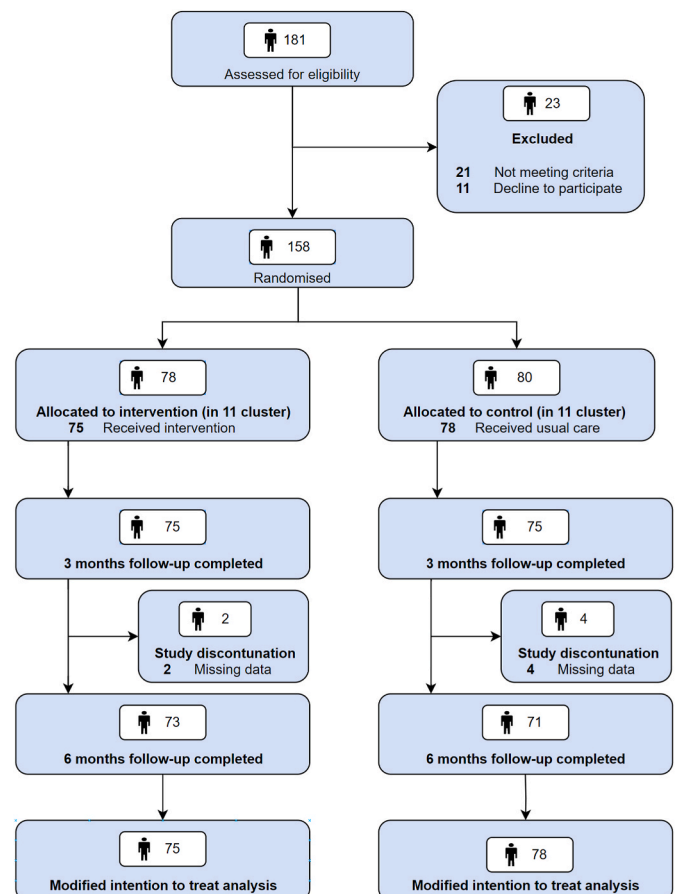 181
Assessed for eligibility
23
Excluded
21 Not meeting criteria
11 Decline to participate
158
Randomised
78
Allocated to intervention (in 11 cluster)
75 Received intervention
80
Allocated to control (in 11 cluster)
78 Received usual care
75
3 months follow-up completed
75
3 months follow-up completed
2
Study discontunation
2 Missing data
4
Study discontunation
4 Missing data
73
6 months follow-up completed
71
6 months follow-up completed
75
Modified intention to treat analysis
78
Modified intention to treat analysis